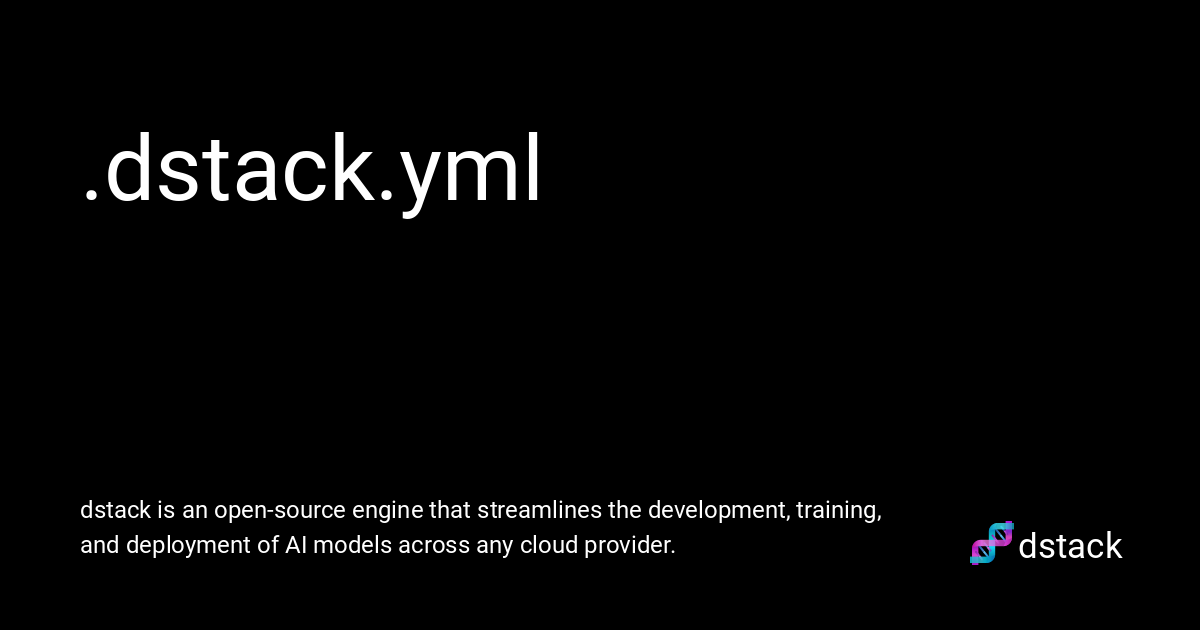 .dstack.yml
dstack is an open-source engine that streamlines the development, training,
and deployment of AI models across any cloud provider.
dstack